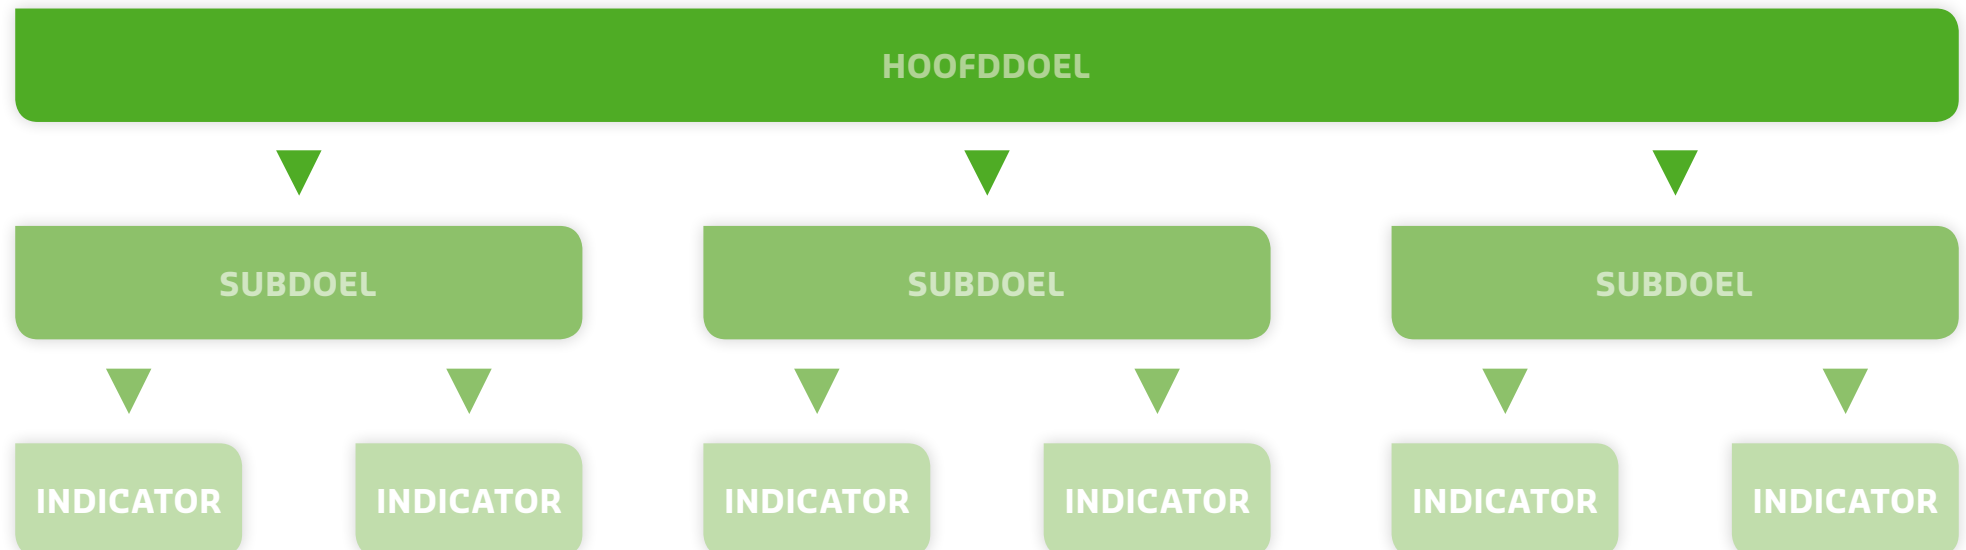 HOOFDDOEL
SUBDOEL SUBDOEL SUBDOEL
INDICATOR INDICATOR INDICATOR INDICATOR INDICATOR INDICATOR